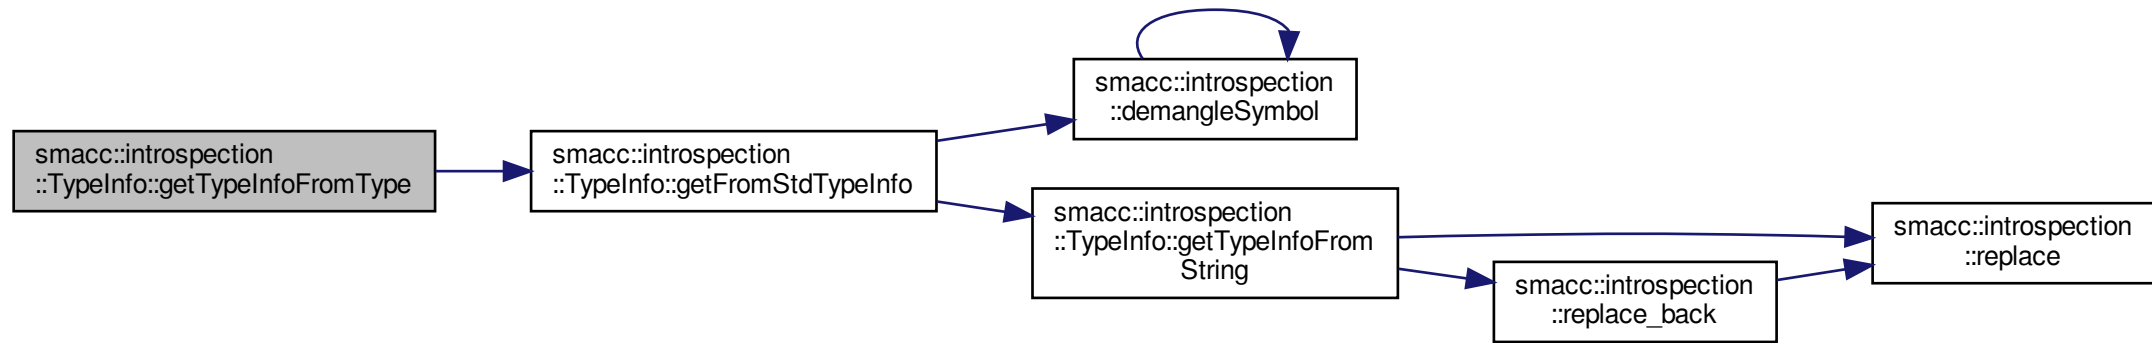 smacc::introspection
::TypeInfo::getTypeInfoFromType
smacc::introspection
::TypeInfo::getFromStdTypeInfo
smacc::introspection
::demangleSymbol
smacc::introspection
::TypeInfo::getTypeInfoFrom
String
smacc::introspection
::replace_back
smacc::introspection
::replace